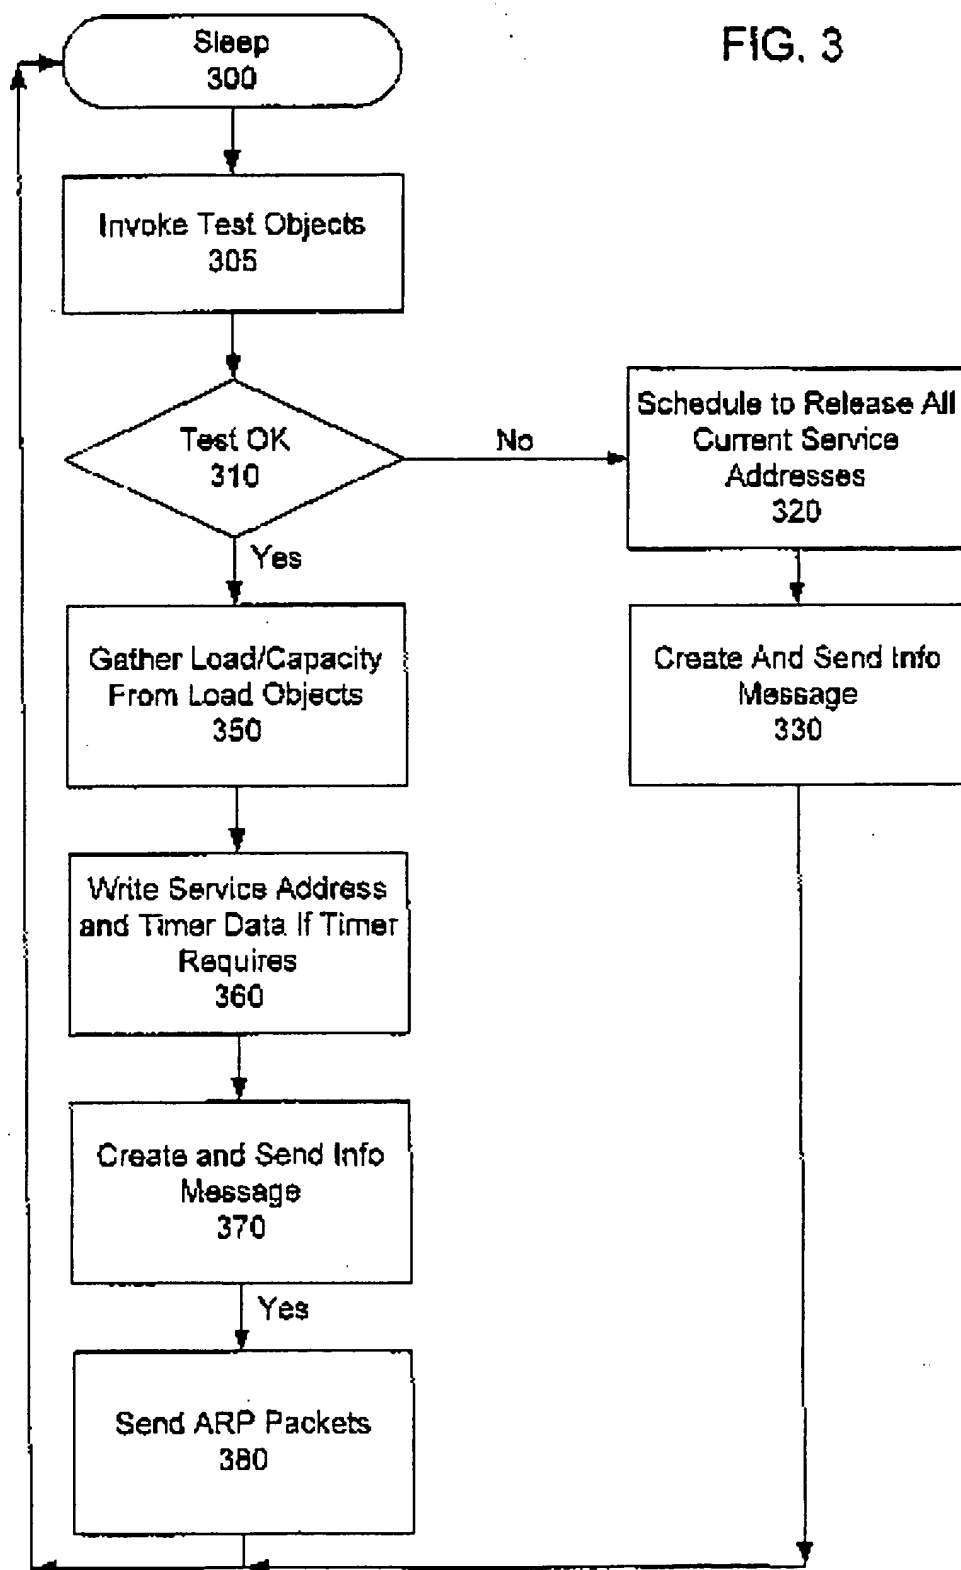 FIG. 3
Sleep
300
Invoke Test Objects
305
Test OK
310
No
Yes
Schedule to Release All
Current Service
Addresses
320
Create And Send Info
Message
330
Gather Load/Capacity
From Load Objects
350
Write Service Address
and Timer Data If Timer
Requires
360
Create and Send Info
Message
370
Yes
Send ARP Packets
380